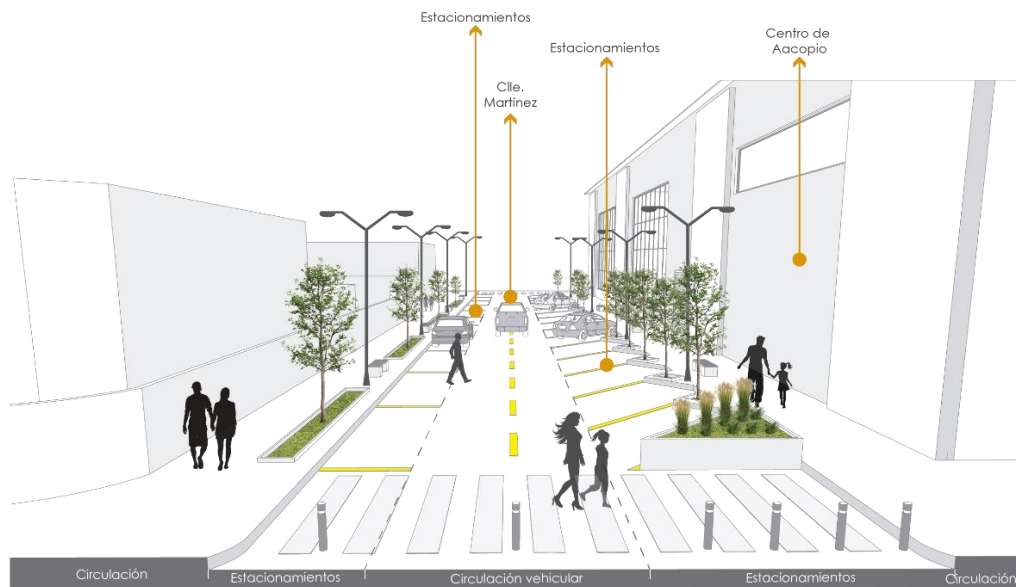 Estacionamientos
Clle.
Martínez
Estacionamientos
Centro de
Aacopio
Circulación
Estacionamientos
Circulación vehicular
Estacionamientos
Circulación